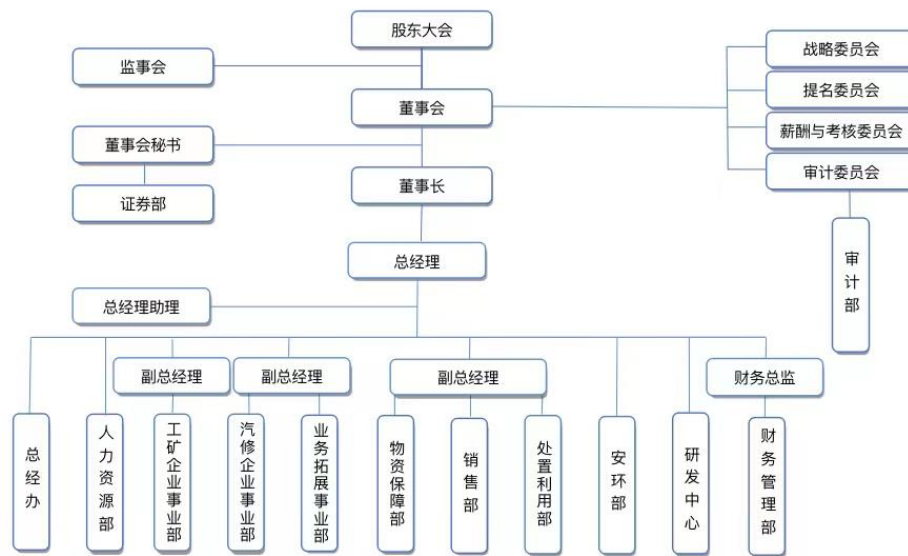 股东大会
监事会
战略委员会
提名委员会
董事会
薪酬与考核委员会
董事会秘书
审计委员会
董事长
证券部
审计部
总经理
总经理助理
副总经理
副总经理
副总经理
财务总监
总经办
人力资源部
工矿企业事业部
汽修企业事业部
业务拓展事业部
物资保障部
销售部
处置利用部
安环部
研发中心
财务管理部